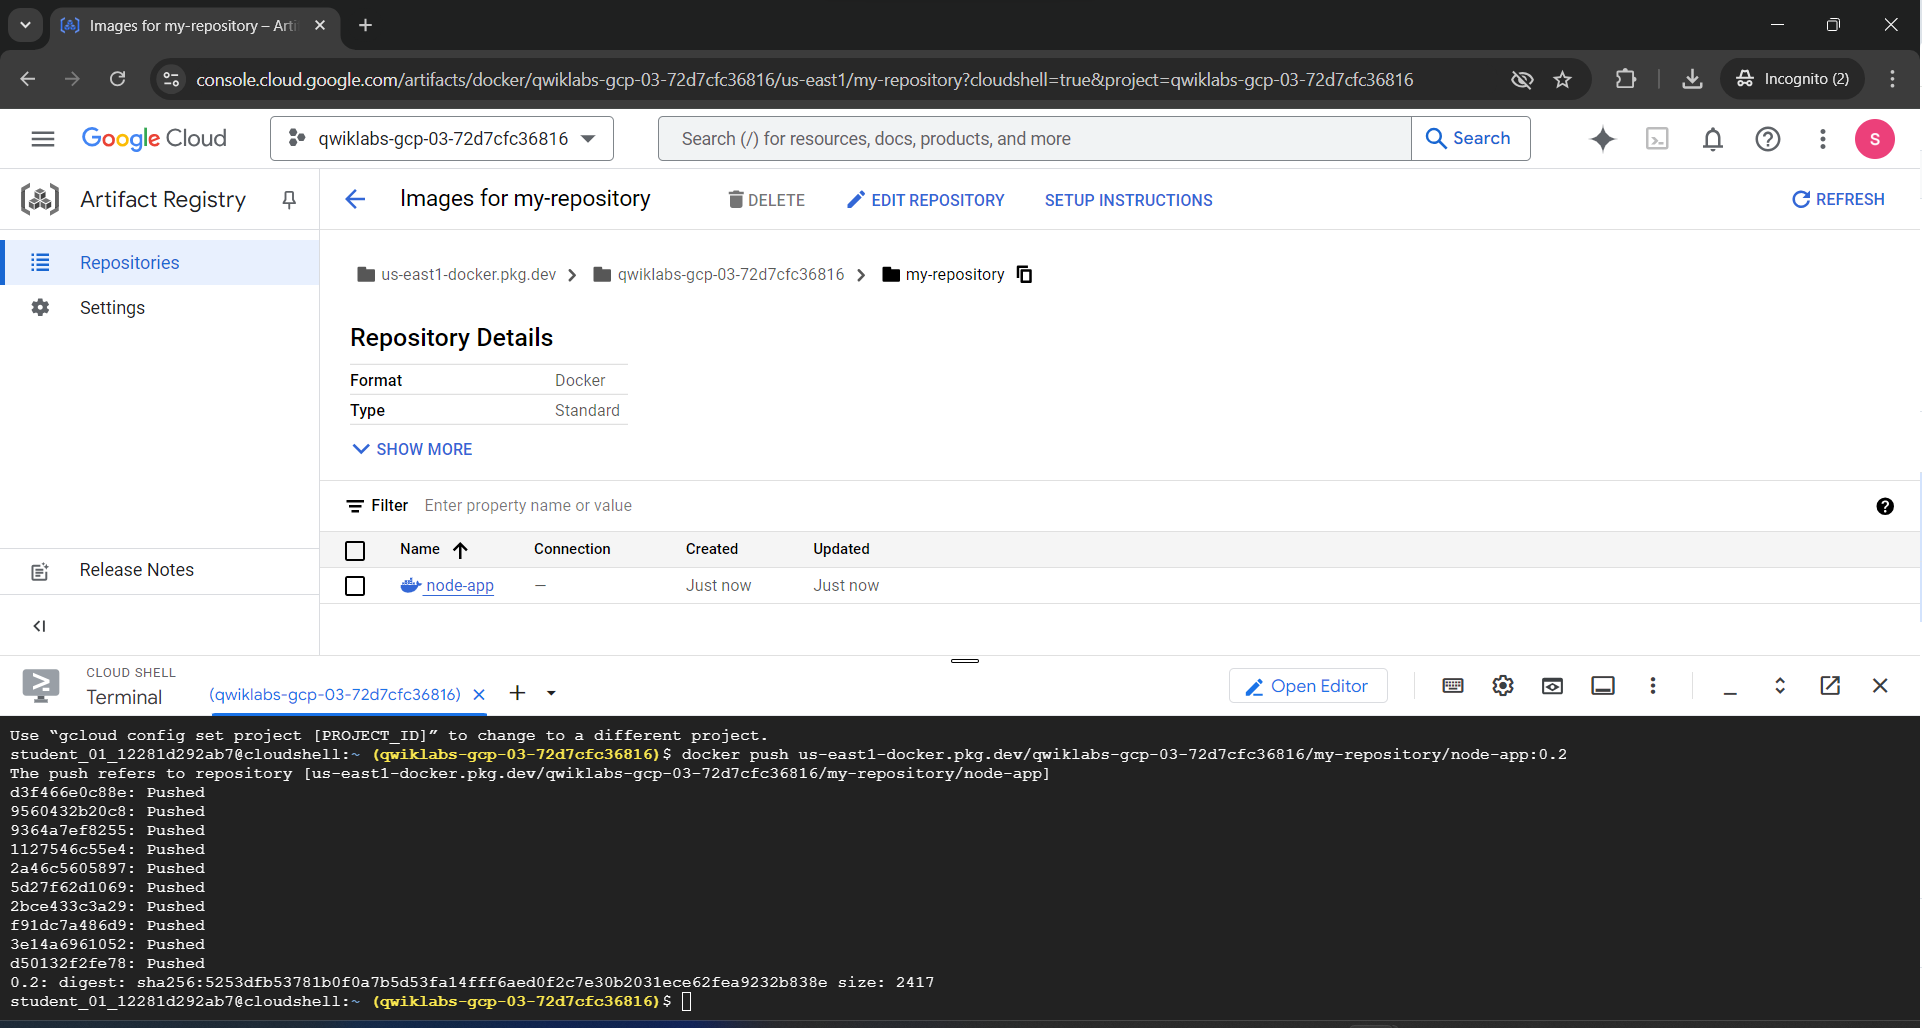 Images for my-repository – Arti
console.cloud.google.com/artifacts/docker/qwiklabs-gcp-03-72d7cfc36816/us-east1/my-repository?cloudshell=true&project=qwiklabs-gcp-03-72d7cfc36816
Incognito (2)
Google Cloud
qwiklabs-gcp-03-72d7cfc36816
Search (/) for resources, docs, products, and more
Search
S
Artifact Registry
Images for my-repository
DELETE
EDIT REPOSITORY
SETUP INSTRUCTIONS
REFRESH
Repositories
Settings
us-east1-docker.pkg.dev
qwiklabs-gcp-03-72d7cfc36816
my-repository
Repository Details
Format Docker
Type Standard
SHOW MORE
Filter Enter property name or value
Name Connection Created Updated
node-app – Just now Just now
Release Notes
CLOUD SHELL
Terminal
(qwiklabs-gcp-03-72d7cfc36816)
Open Editor
Use “gcloud config set project [PROJECT_ID]” to change to a different project.
student_01_12281d292ab7@cloudshell:~ (qwiklabs-gcp-03-72d7cfc36816)$ docker push us-east1-docker.pkg.dev/qwiklabs-gcp-03-72d7cfc36816/my-repository/node-app:0.2
The push refers to repository [us-east1-docker.pkg.dev/qwiklabs-gcp-03-72d7cfc36816/my-repository/node-app]
d3f466e0c88e: Pushed
9560432b20c8: Pushed
9364a7ef8255: Pushed
1127546c55e4: Pushed
2a46c5605897: Pushed
5d27f62d1069: Pushed
2bce433c3a29: Pushed
f91dc7a486d9: Pushed
3e14a6961052: Pushed
d50132f2fe78: Pushed
0.2: digest: sha256:5253dfb53781b0f0a7b5d53fa14fff6aed0f2c7e30b2031ece62fea9232b838e size: 2417
student_01_12281d292ab7@cloudshell:~ (qwiklabs-gcp-03-72d7cfc36816)$